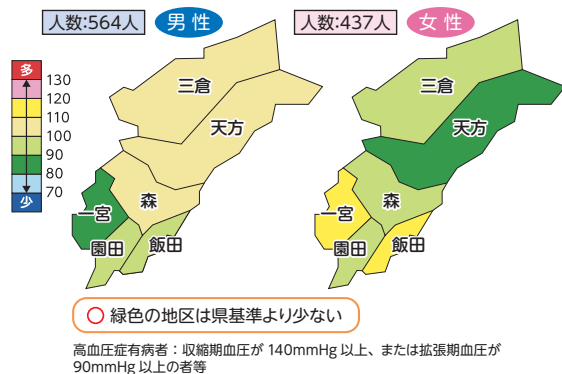 人数:564人 男性 人数:437人 女性
多
130
120
110
100
90
80
70
少
三倉
天方
森
一宮
園田
飯田
三倉
天方
森
一宮
園田
飯田
○ 緑色の地区は県基準より少ない
高血圧症有病者：収縮期血圧が 140mmHg 以上、または拡張期血圧が
90mmHg 以上の者等